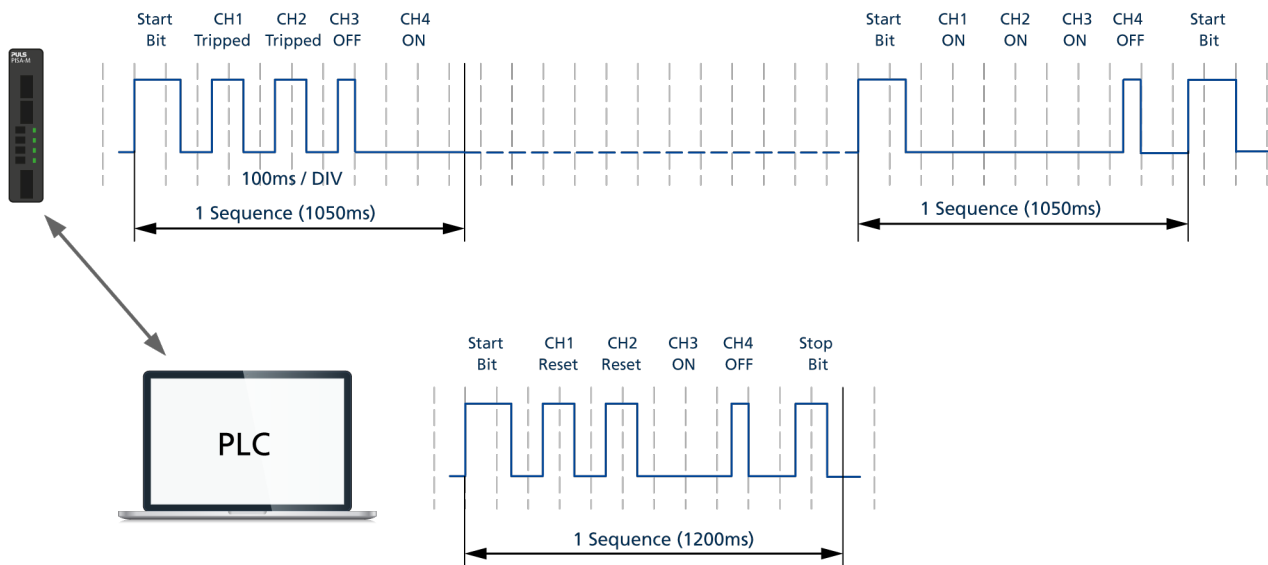 Start CH1 CH2 CH3 CH4
Bit Tripped Tripped OFF ON
Start CH1 CH2 CH3 CH4 Start
Bit ON ON ON OFF Bit
PULS
PISA-M
100ms / DIV
1 Sequence (1050ms)
1 Sequence (1050ms)
Start CH1 CH2 CH3 CH4 Stop
Bit Reset Reset ON OFF Bit
PLC
1 Sequence (1200ms)